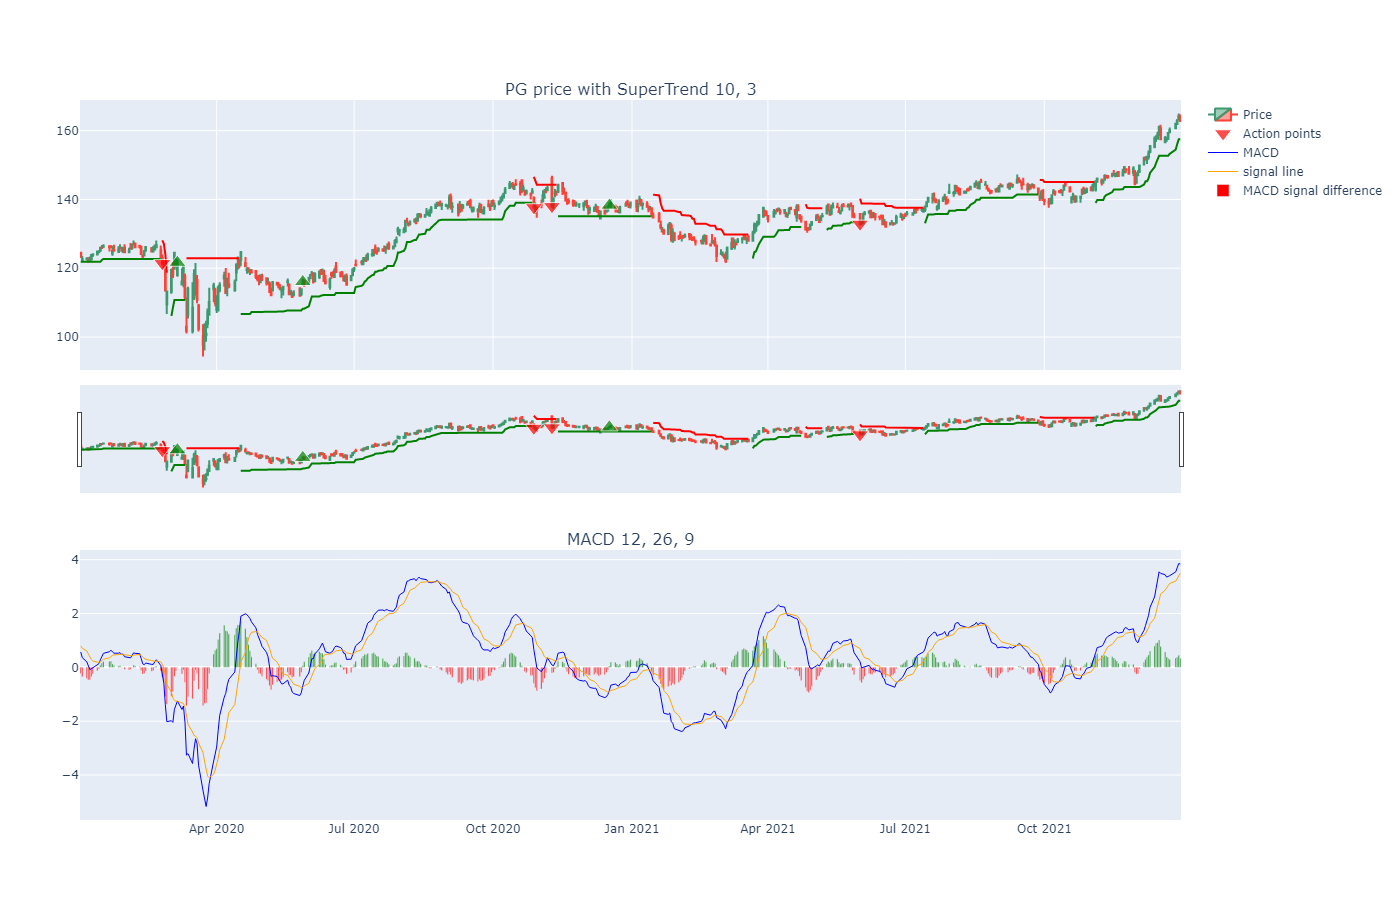 PG price with SuperTrend 10, 3
160
140
120
100
Price
Action points
MACD
signal line
MACD signal difference
MACD 12, 26, 9
4
2
0
−2
−4
Apr 2020
Jul 2020
Oct 2020
Jan 2021
Apr 2021
Jul 2021
Oct 2021